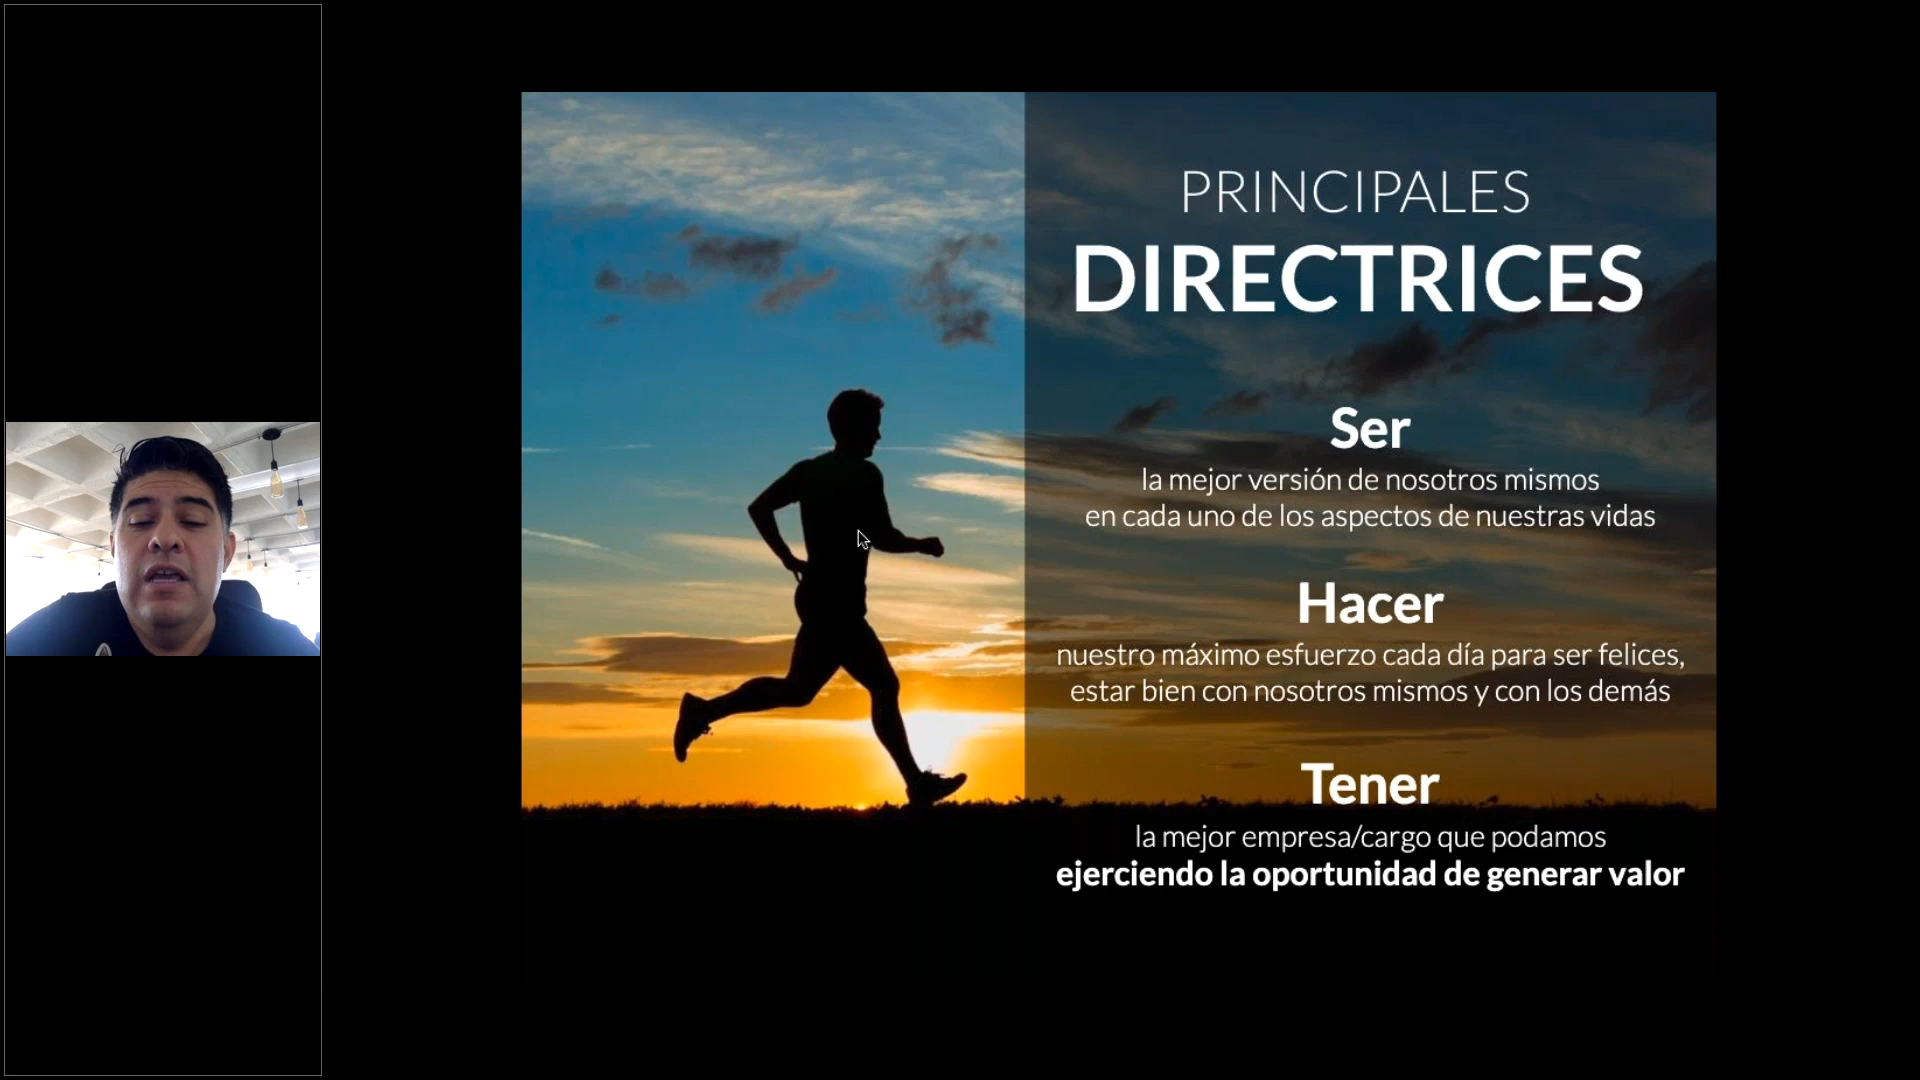 PRINCIPALES
DIRECTRICES
Ser
la mejor versión de nosotros mismos
en cada uno de los aspectos de nuestras vidas
Hacer
nuestro máximo esfuerzo cada día para ser felices,
estar bien con nosotros mismos y con los demás
Tener
la mejor empresa/cargo que podamos
ejerciendo la oportunidad de generar valor